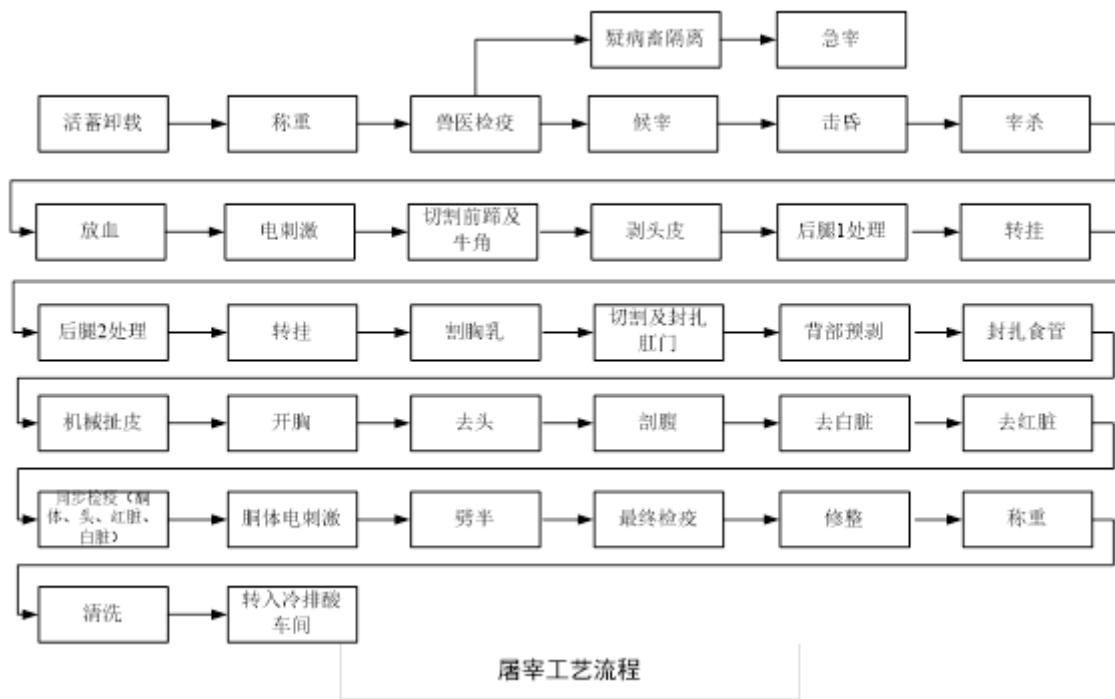 疑病畜隔离
急宰
活蓄卸载
称重
兽医检疫
候宰
击昏
宰杀
放血
电刺激
切割前蹄及
牛角
剥头皮
后腿1处理
转挂
后腿2处理
转挂
割胸乳
切割及封扎
肛门
背部预剥
封扎食管
机械扯皮
开胸
去头
剖腹
去白脏
去红脏
同步检疫（酮
体、头、红脏、
白脏）
胴体电刺激
劈半
最终检疫
修整
称重
清洗
转入冷排酸
车间
屠宰工艺流程